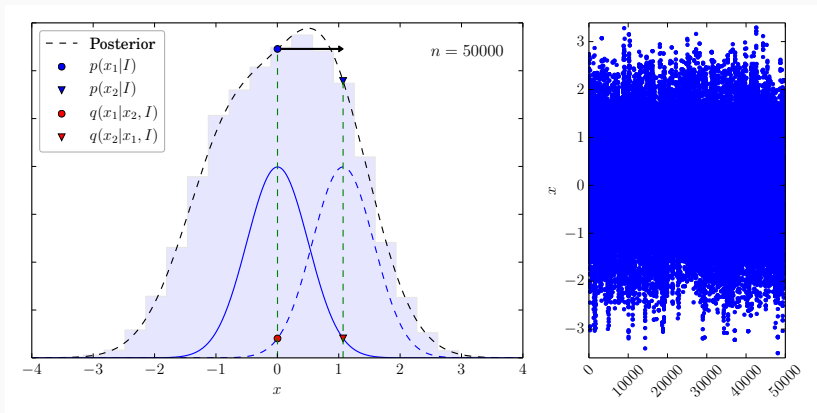 Posterior
p(x₁|I)
p(x₂|I)
q(x₁|x₂, I)
q(x₂|x₁, I)
n = 50000
−4 −3 −2 −1 0 1 2 3 4
x
3
2
1
0
−1
−2
−3
x
0 10000 20000 30000 40000 50000